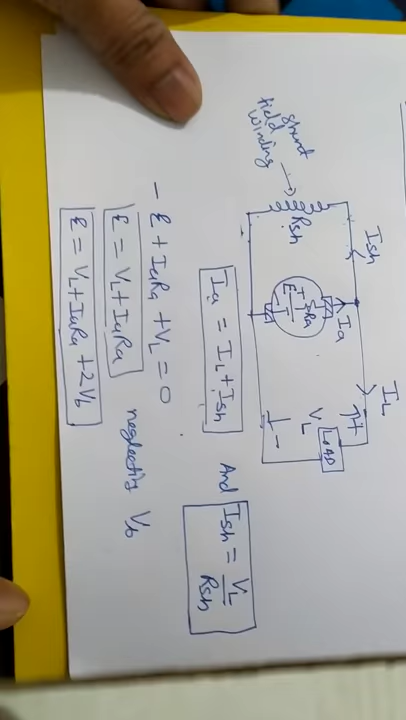 Shunt
field
winding
Rsh
Ish
Ia
E
Ra
IL
+
VL
LOAD
-
Ia = IL + Ish And Ish = VL / Rsh
- E + IaRa + VL = 0
E = VL + IaRa neglecting Vb
E = VL + IaRa + 2Vb